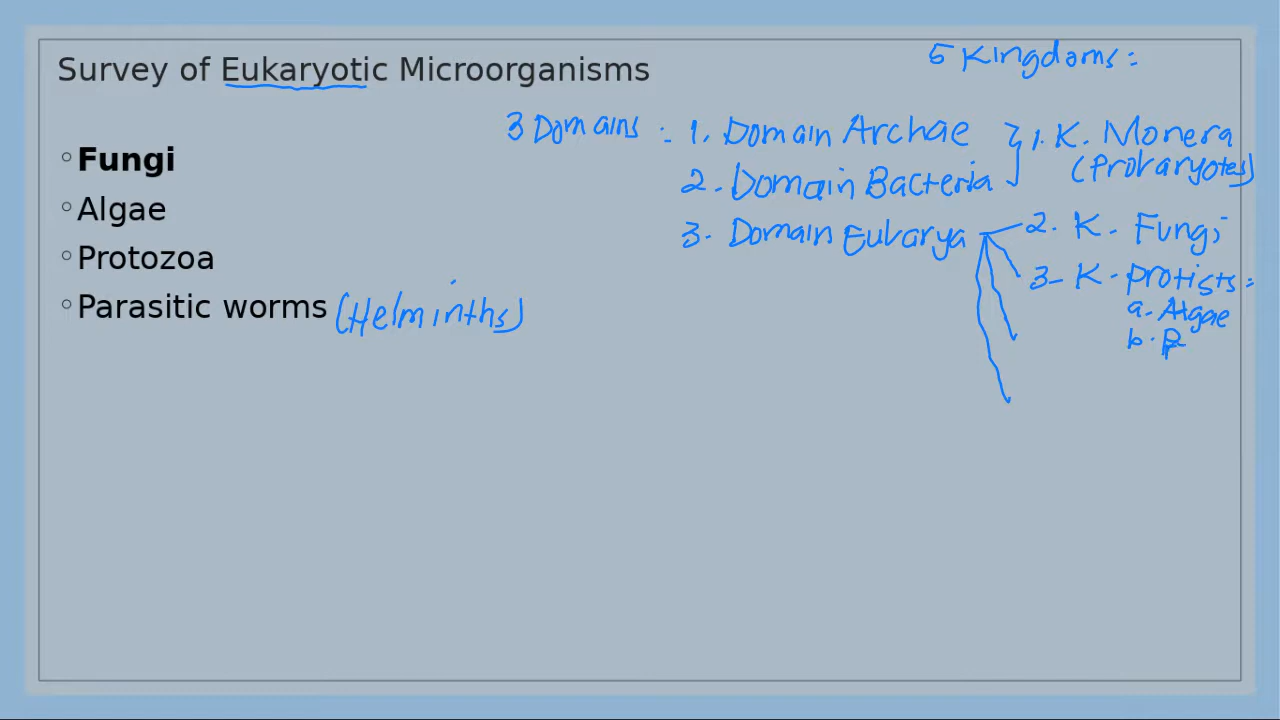 Survey of Eukaryotic Microorganisms
5 Kingdoms :
3 Domains : 1. Domain Archae } 1. K. Monera
(Prokaryotes)
Fungi
2. Domain Bacteria
Algae
3. Domain Eukarya
2. K. Fungi
Protozoa
3- K - protists :
Parasitic worms (Helminths)
a. Algae
b. P